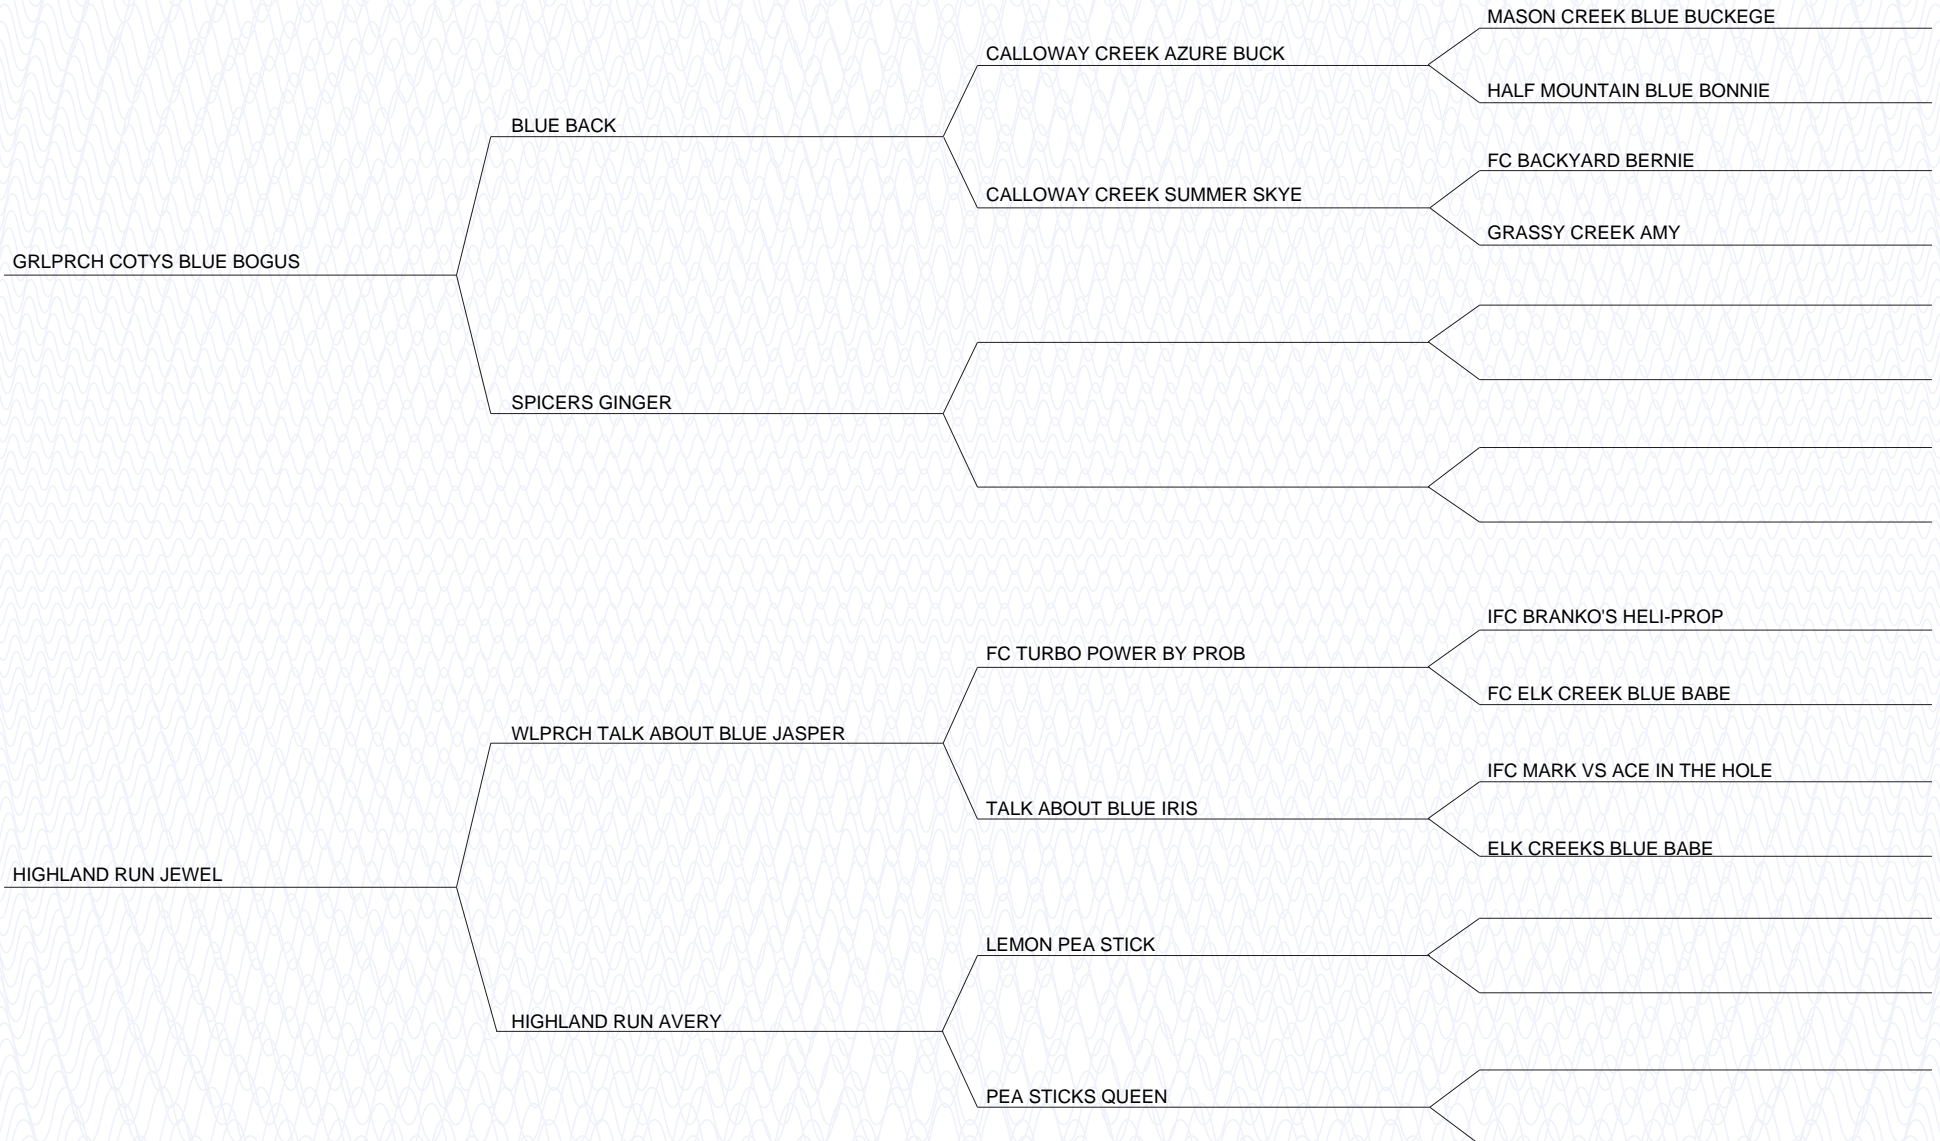 MASON CREEK BLUE BUCKEGE
CALLOWAY CREEK AZURE BUCK
HALF MOUNTAIN BLUE BONNIE
BLUE BACK
FC BACKYARD BERNIE
CALLOWAY CREEK SUMMER SKYE
GRASSY CREEK AMY
GRLPRCH COTYS BLUE BOGUS
SPICERS GINGER
IFC BRANKO'S HELI-PROP
FC TURBO POWER BY PROB
FC ELK CREEK BLUE BABE
WLPRCH TALK ABOUT BLUE JASPER
IFC MARK VS ACE IN THE HOLE
TALK ABOUT BLUE IRIS
ELK CREEKS BLUE BABE
HIGHLAND RUN JEWEL
LEMON PEA STICK
HIGHLAND RUN AVERY
PEA STICKS QUEEN